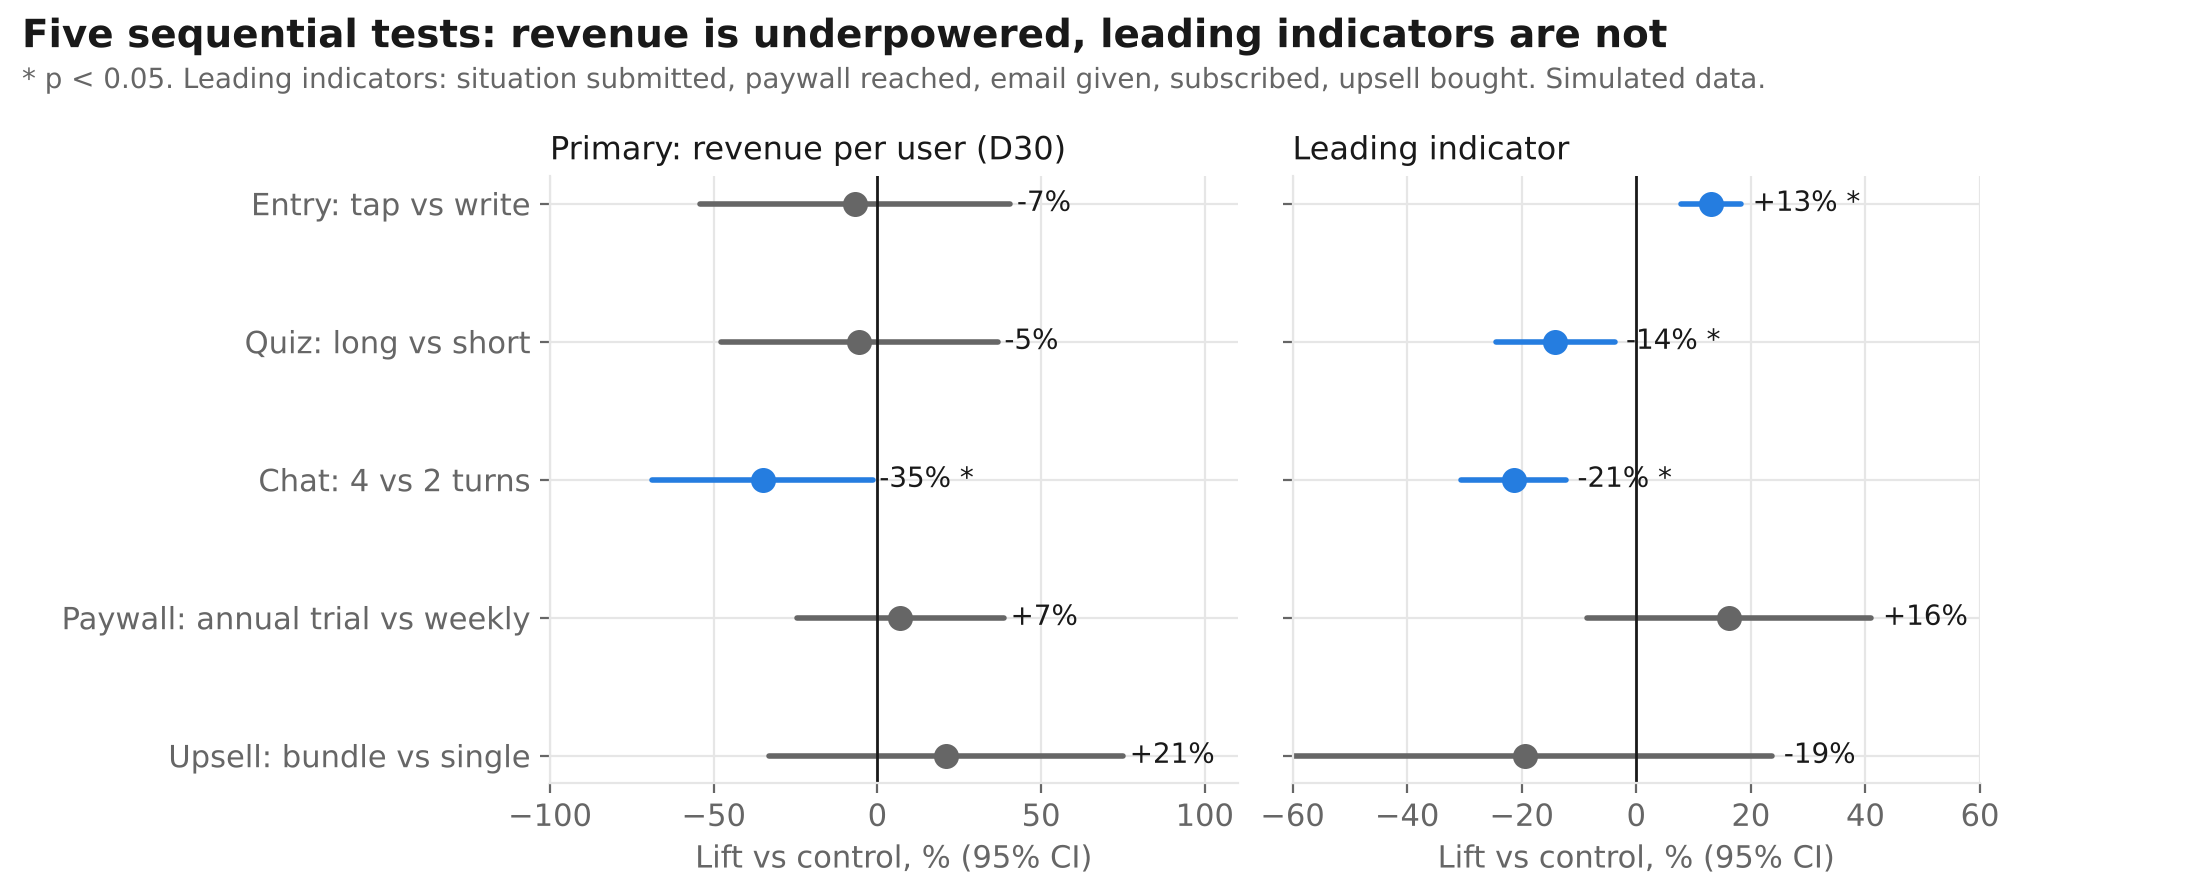 Five sequential tests: revenue is underpowered, leading indicators are not
* p < 0.05. Leading indicators: situation submitted, paywall reached, email given, subscribed, upsell bought. Simulated data.
Primary: revenue per user (D30)
Leading indicator
Entry: tap vs write
-7%
+13% *
Quiz: long vs short
-5%
-14% *
Chat: 4 vs 2 turns
-35% *
-21% *
Paywall: annual trial vs weekly
+7%
+16%
Upsell: bundle vs single
+21%
-19%
−100 −50 0 50 100
−60 −40 −20 0 20 40 60
Lift vs control, % (95% CI)
Lift vs control, % (95% CI)